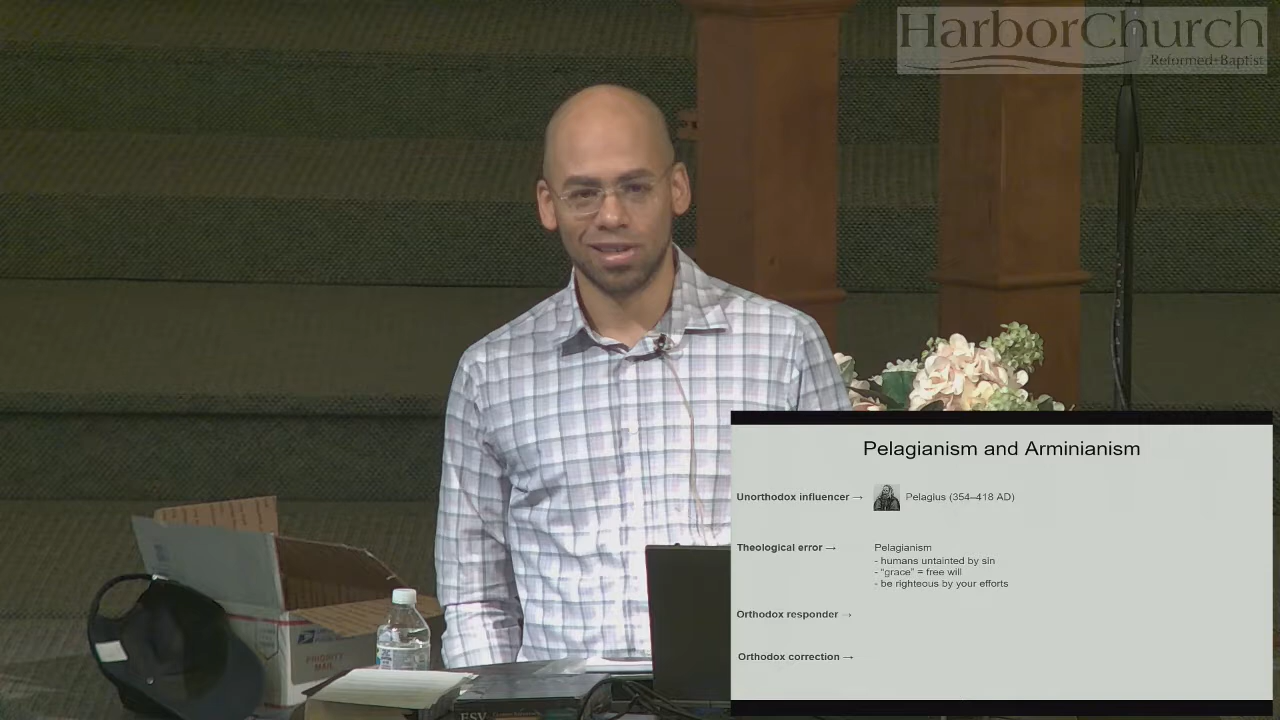 HarborChurch
Reformed·Baptist
Pelagianism and Arminianism
Unorthodox influencer → Pelagius (354–418 AD)
Theological error → Pelagianism
- humans untainted by sin
- "grace" = free will
- be righteous by your efforts
Orthodox responder →
Orthodox correction →
PRIORITY
MAIL
ESV